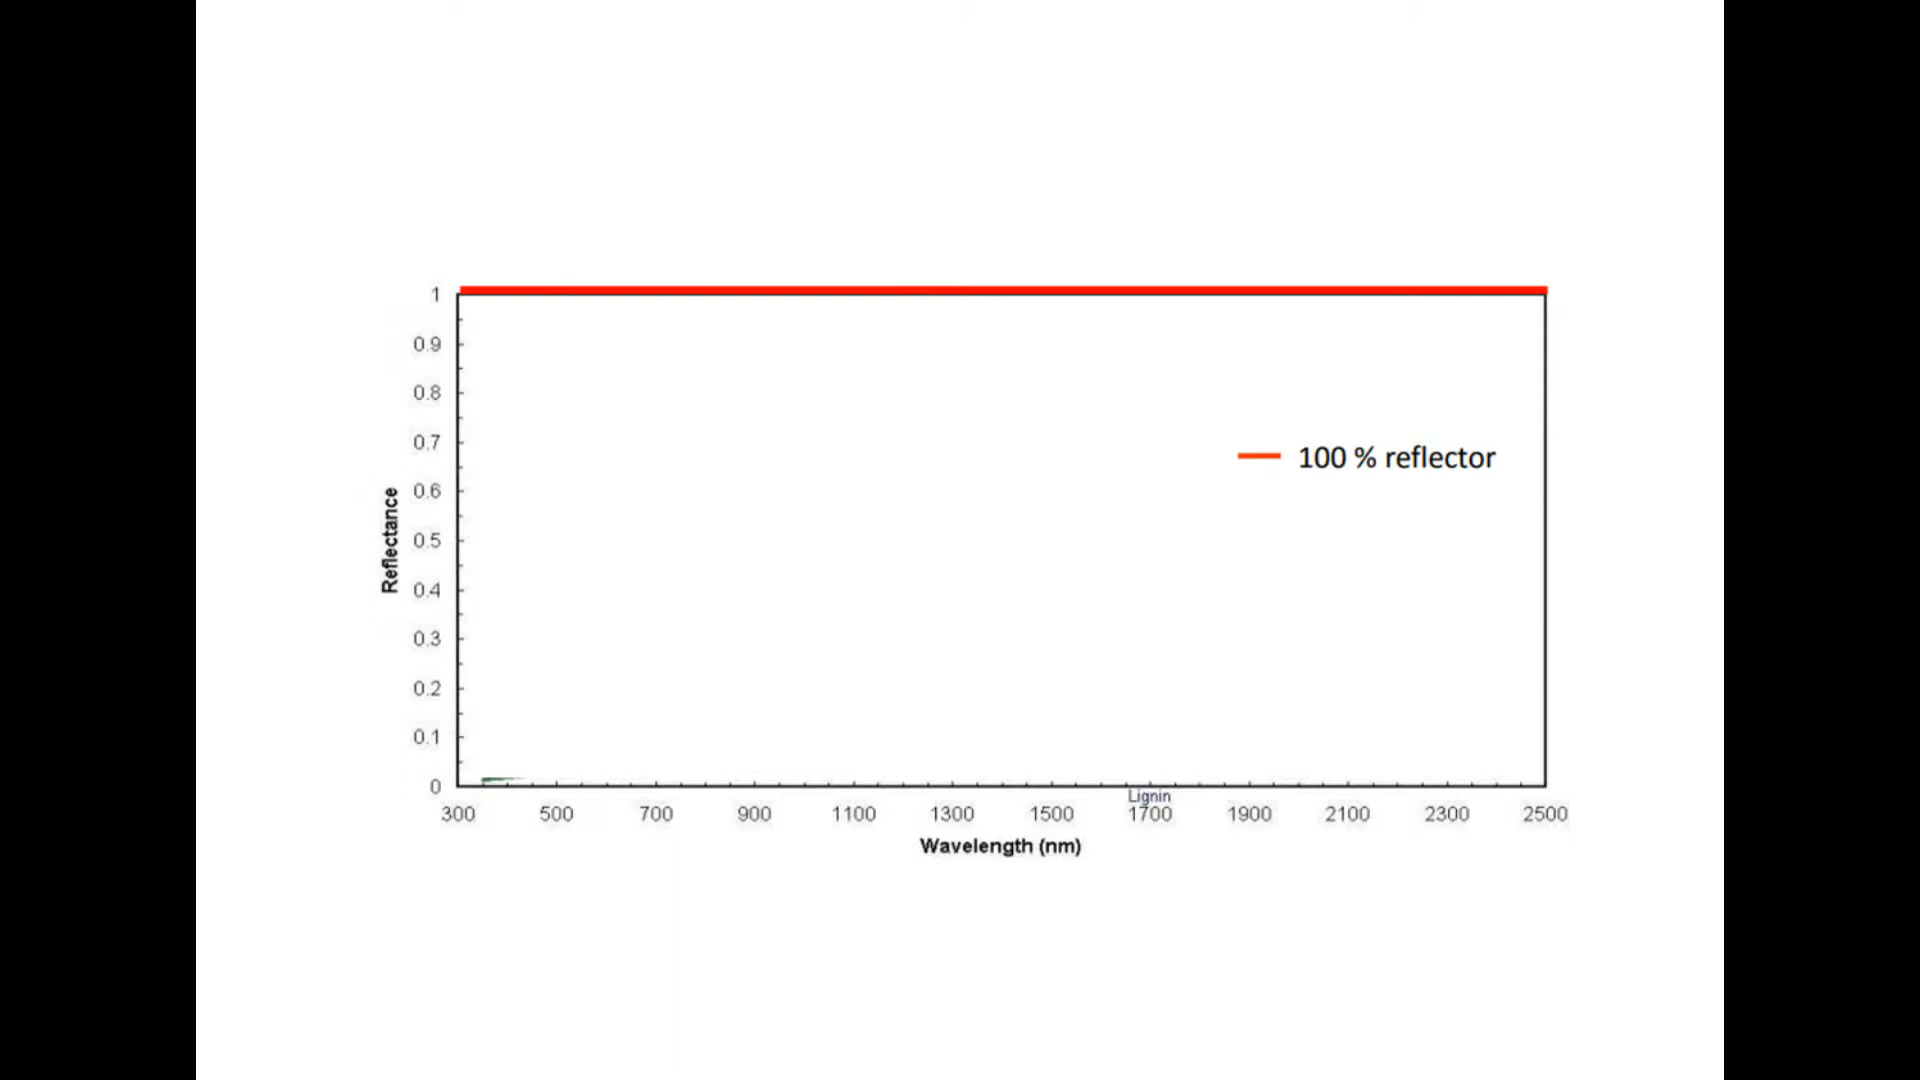 1
0.9
0.8
0.7
0.6
0.5
0.4
0.3
0.2
0.1
0
Reflectance
100 % reflector
Lignin
300 500 700 900 1100 1300 1500 1700 1900 2100 2300 2500
Wavelength (nm)